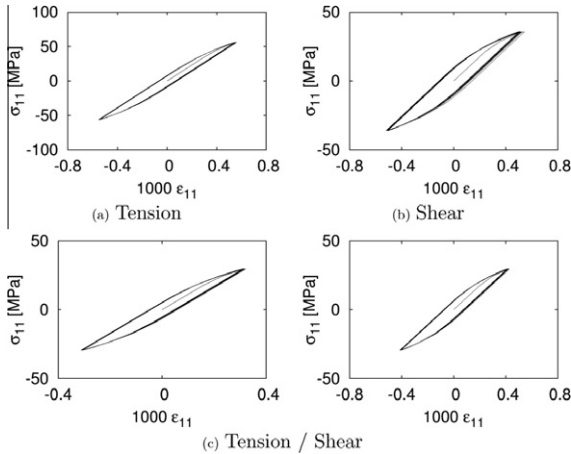 100
50
0
-50
-100
σ11 [MPa]
-0.8 -0.4 0 0.4 0.8
1000 ε11
(a) Tension
50
0
-50
σ11 [MPa]
-0.8 -0.4 0 0.4 0.8
1000 ε11
(b) Shear
50
0
-50
σ11 [MPa]
-0.4 0 0.4
1000 ε11
50
0
-50
σ11 [MPa]
-0.8 -0.4 0 0.4 0.8
1000 ε11
(c) Tension / Shear